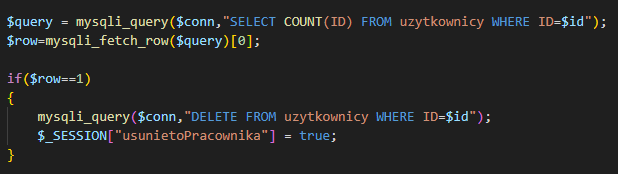 $query = mysqli_query($conn,"SELECT COUNT(ID) FROM uzytkownicy WHERE ID=$id");
$row=mysqli_fetch_row($query)[0];
if($row==1)
{
mysqli_query($conn,"DELETE FROM uzytkownicy WHERE ID=$id");
$_SESSION["usunietoPracownika"] = true;
}